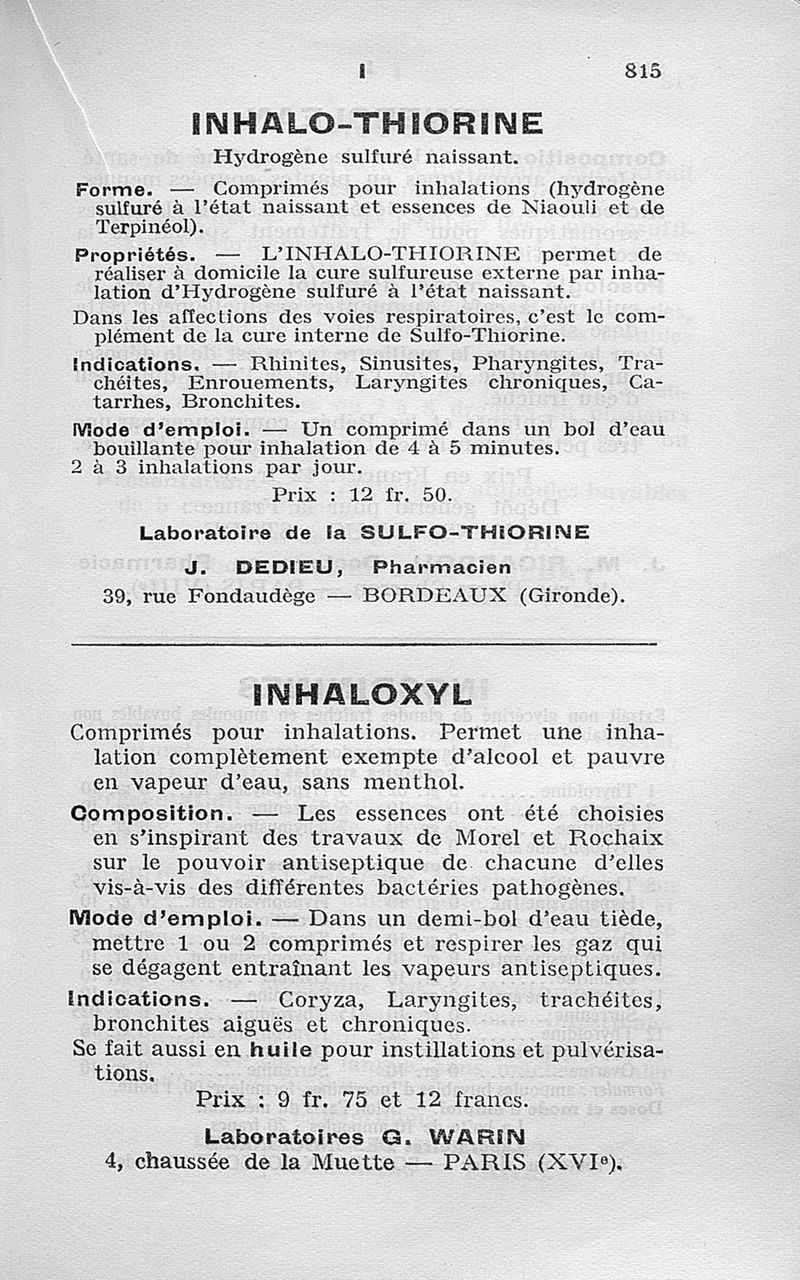 I 815
INHALO-THIORINE
Hydrogène sulfuré naissant.
Forme. — Comprimés pour inhalations (hydrogène
sulfuré à l'état naissant et essences de Niaouli et de
Terpinéol).
Propriétés. — L'INHALO-THIORINE permet de
réaliser à domicile la cure sulfureuse externe par inha-
lation d'Hydrogène sulfuré à l'état naissant.
Dans les affections des voies respiratoires, c'est le com-
plément de la cure interne de Sulfo-Thiorine.
Indications. — Rhinites, Sinusites, Pharyngites, Tra-
chéites, Enrouements, Laryngites chroniques, Ca-
tarrhes, Bronchites.
Mode d'emploi. — Un comprimé dans un bol d'eau
bouillante pour inhalation de 4 à 5 minutes.
2 à 3 inhalations par jour.
Prix : 12 fr. 50.
Laboratoire de la SULFO-THIORINE
J. DEDIEU, Pharmacien
39, rue Fondaudège — BORDEAUX (Gironde).
INHALOXYL
Comprimés pour inhalations. Permet une inha-
lation complètement exempte d'alcool et pauvre
en vapeur d'eau, sans menthol.
Composition. — Les essences ont été choisies
en s'inspirant des travaux de Morel et Rochaix
sur le pouvoir antiseptique de chacune d'elles
vis-à-vis des différentes bactéries pathogènes.
Mode d'emploi. — Dans un demi-bol d'eau tiède,
mettre 1 ou 2 comprimés et respirer les gaz qui
se dégagent entraînant les vapeurs antiseptiques.
Indications. — Coryza, Laryngites, trachéites,
bronchites aiguës et chroniques.
Se fait aussi en huile pour instillations et pulvérisa-
tions.
Prix : 9 fr. 75 et 12 francs.
Laboratoires G. WARIN
4, chaussée de la Muette — PARIS (XVIe).